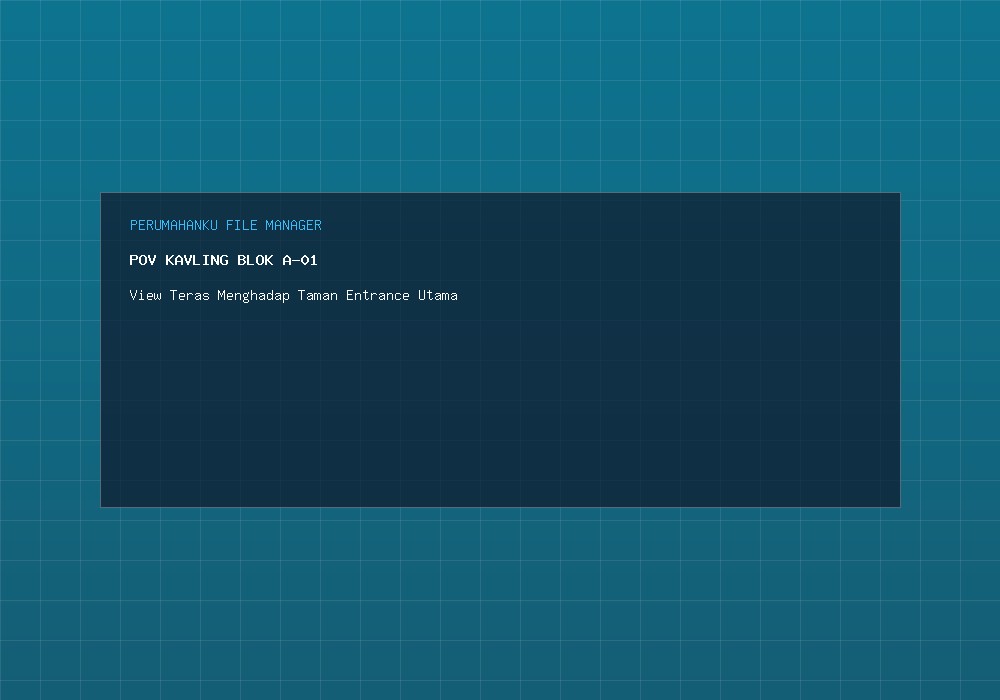 PERUMAHANKU FILE MANAGER
POV KAVLING BLOK A-01
View Teras Menghadap Taman Entrance Utama